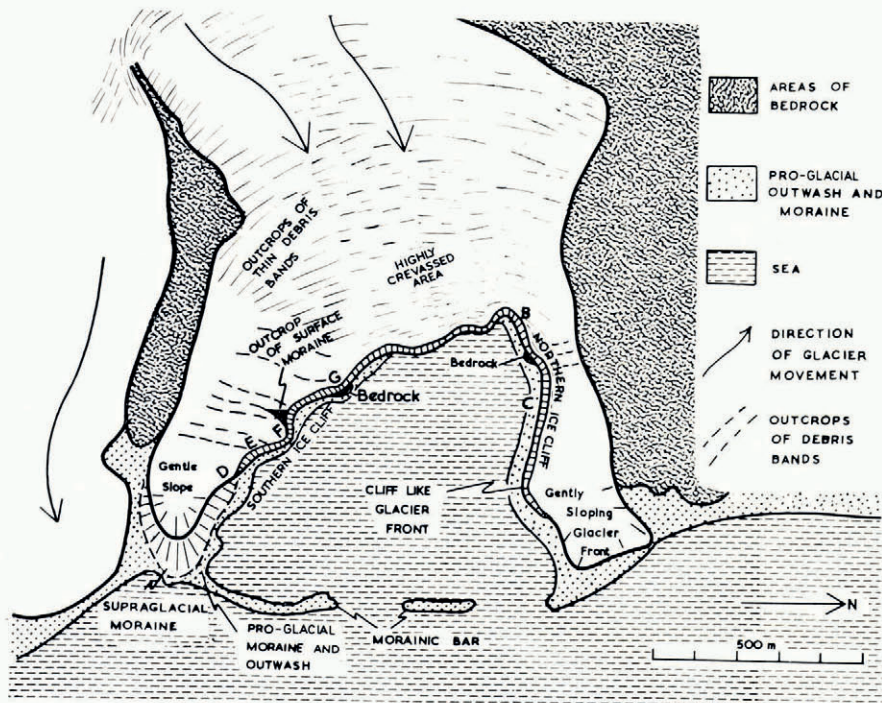 AREAS OF
BEDROCK
PRO-GLACIAL
OUTWASH AND
MORAINE
SEA
DIRECTION
OF GLACIER
MOVEMENT
OUTCROPS
OF DEBRIS
BANDS
OUTCROPS OF
THIN DEBRIS
BANDS
HIGHLY
CREVASSED
AREA
OUTCROP
OF SURFACE
MORAINE
B
NORTHERN ICE CLIFF
Bedrock
G
Bedrock
C
F
E
SOUTHERN ICE CLIFF
D
Gentle
Slope
CLIFF LIKE
GLACIER
FRONT
Gently
Sloping
Glacier
Front
SUPRAGLACIAL
MORAINE
PRO-GLACIAL
MORAINE AND
OUTWASH
MORAINIC BAR
N
500 m